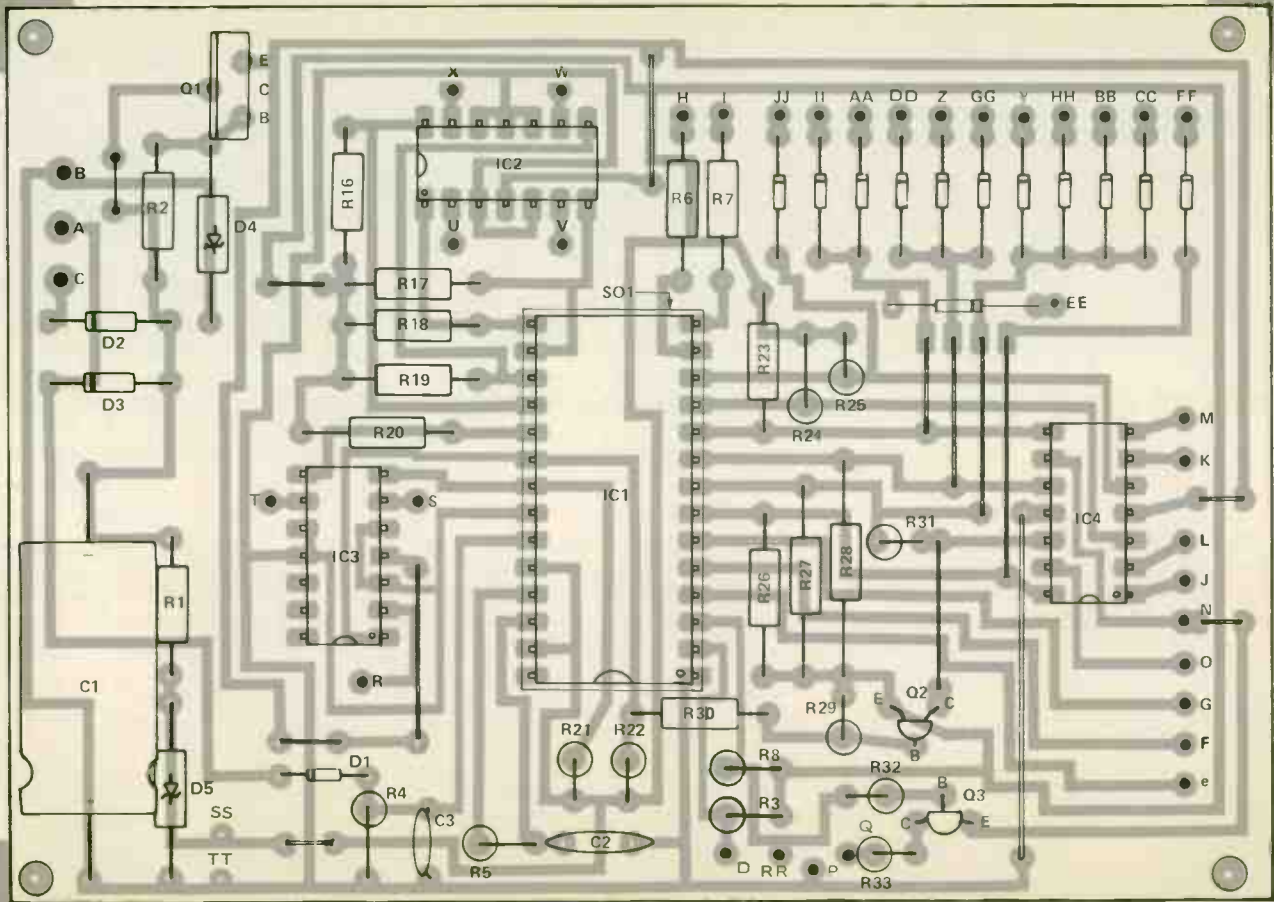 E
Q1 C
B
X W
H I JJ II AA DD Z GG Y HH BB CC FF
IC2
B
R2
R16
R6 R7
D4
A
U V
C
R17
SO1
EE
R18
D2
R23
R19
D3
R25
R24
M
R20
K
T S
IC1
IC4
R31
IC3
L
R28
R27
R26
J
R1
N
O
R
C1
Q2
E C
G
R30
R29
R21 R22
F
B
D1
R8
e
D5
R32
B
Q3
R4
SS
R3
C3
C E
Q
C2
TT
R5
D RR P
R33